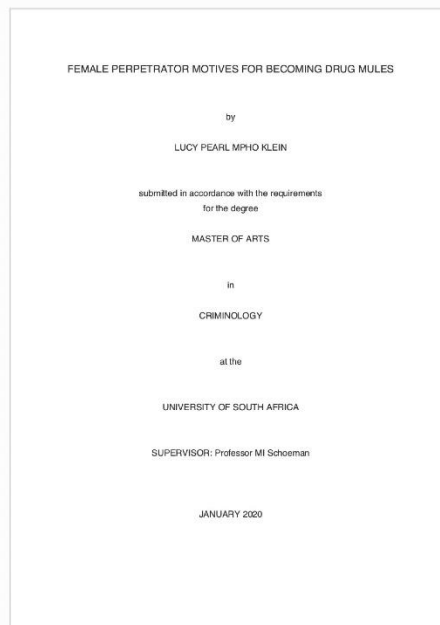 FEMALE PERPETRATOR MOTIVES FOR BECOMING DRUG MULES
by
LUCY PEARL MPHO KLEIN
submitted in accordance with the requirements
for the degree
MASTER OF ARTS
in
CRIMINOLOGY
at the
UNIVERSITY OF SOUTH AFRICA
SUPERVISOR: Professor MI Schoeman
JANUARY 2020